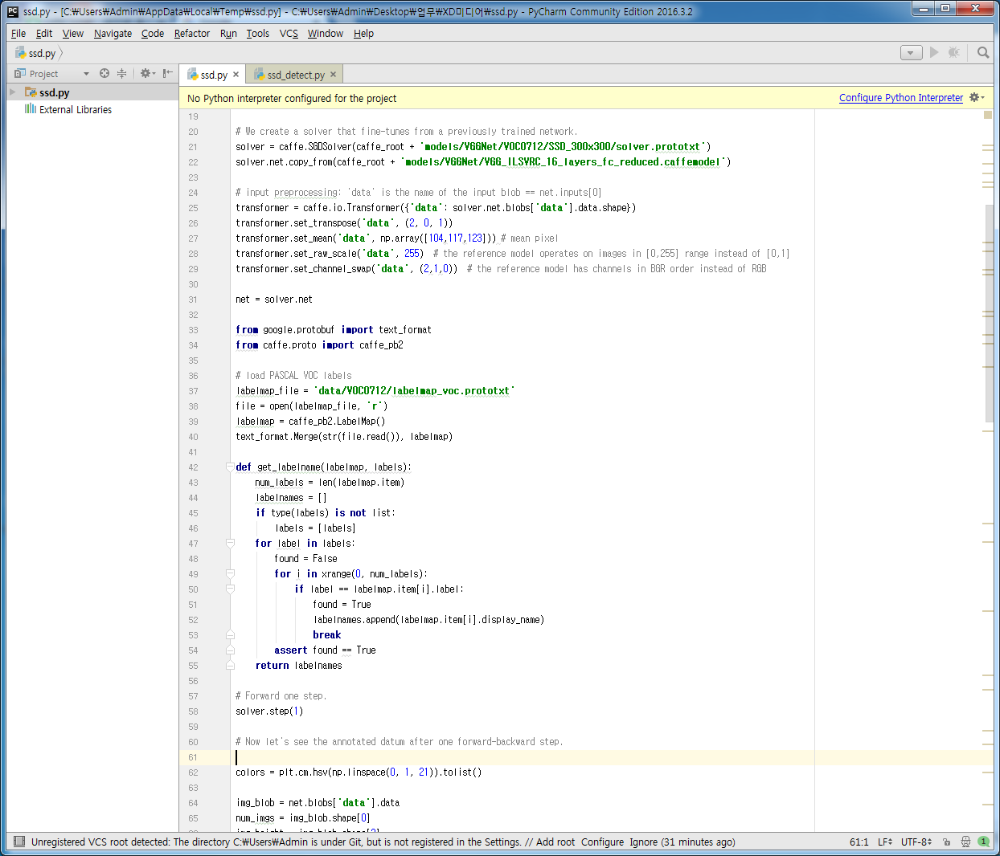 ssd.py - [C:₩Users₩Admin₩AppData₩Local₩Temp₩ssd.py] - C:₩Users₩Admin₩Desktop₩업무₩XD미디어₩ssd.py - PyCharm Community Edition 2016.3.2
File Edit View Navigate Code Refactor Run Tools VCS Window Help
ssd.py
Project
ssd.py
ssd_detect.py
ssd.py
External Libraries
No Python interpreter configured for the project
Configure Python Interpreter
19
20 # We create a solver that fine-tunes from a previously trained network.
21 solver = caffe.SGDSolver(caffe_root + 'models/VGGNet/VOC0712/SSD_300x300/solver.prototxt')
22 solver.net.copy_from(caffe_root + 'models/VGGNet/VGG_ILSVRC_16_layers_fc_reduced.caffemodel')
23
24 # input preprocessing: 'data' is the name of the input blob == net.inputs[0]
25 transformer = caffe.io.Transformer({'data': solver.net.blobs['data'].data.shape})
26 transformer.set_transpose('data', (2, 0, 1))
27 transformer.set_mean('data', np.array([104,117,123])) # mean pixel
28 transformer.set_raw_scale('data', 255)  # the reference model operates on images in [0,255] range instead of [0,1]
29 transformer.set_channel_swap('data', (2,1,0))  # the reference model has channels in BGR order instead of RGB
30
31 net = solver.net
32
33 from google.protobuf import text_format
34 from caffe.proto import caffe_pb2
35
36 # load PASCAL VOC labels
37 labelmap_file = 'data/VOC0712/labelmap_voc.prototxt'
38 file = open(labelmap_file, 'r')
39 labelmap = caffe_pb2.LabelMap()
40 text_format.Merge(str(file.read()), labelmap)
41
42 def get_labelname(labelmap, labels):
43     num_labels = len(labelmap.item)
44     labelnames = []
45     if type(labels) is not list:
46         labels = [labels]
47     for label in labels:
48         found = False
49         for i in xrange(0, num_labels):
50             if label == labelmap.item[i].label:
51                 found = True
52                 labelnames.append(labelmap.item[i].display_name)
53                 break
54         assert found == True
55     return labelnames
56
57 # Forward one step.
58 solver.step(1)
59
60 # Now let's see the annotated datum after one forward-backward step.
61
62 colors = plt.cm.hsv(np.linspace(0, 1, 21)).tolist()
63
64 img_blob = net.blobs['data'].data
65 num_imgs = img_blob.shape[0]
Unregistered VCS root detected: The directory C:₩Users₩Admin is under Git, but is not registered in the Settings. // Add root Configure Ignore (31 minutes ago)
61:1 LF UTF-8 1